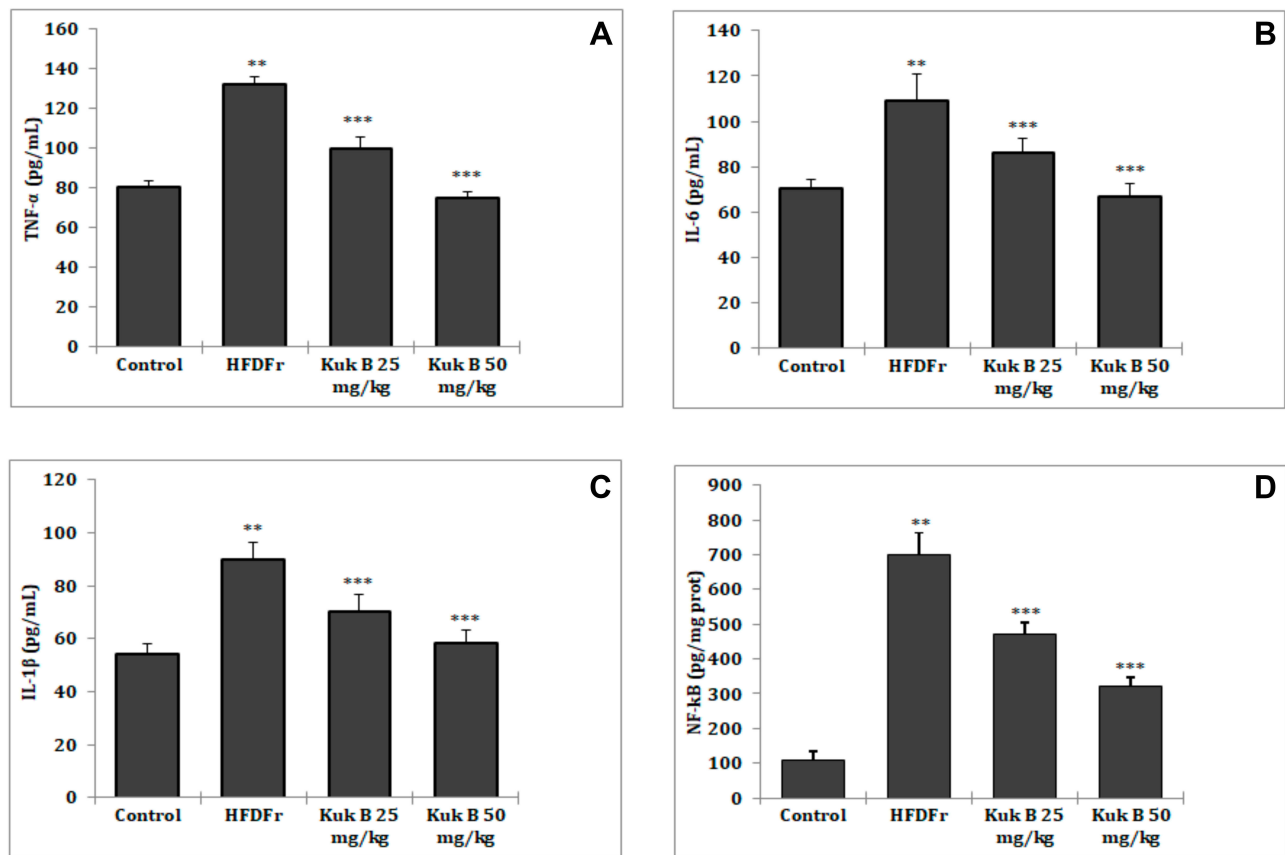 A
TNF-α (pg/mL)
160
140
120
100
80
60
40
20
0
**
***
***
Control HFDFr Kuk B 25 Kuk B 50
mg/kg mg/kg
B
IL-6 (pg/mL)
140
120
100
80
60
40
20
0
**
***
***
Control HFDFr Kuk B 25 Kuk B 50
mg/kg mg/kg
C
IL-1β (pg/mL)
120
100
80
60
40
20
0
**
***
***
Control HFDFr Kuk B 25 Kuk B 50
mg/kg mg/kg
D
NF-kB (pg/mg prot)
900
800
700
600
500
400
300
200
100
0
**
***
***
Control HFDFr Kuk B 25 Kuk B 50
mg/kg mg/kg